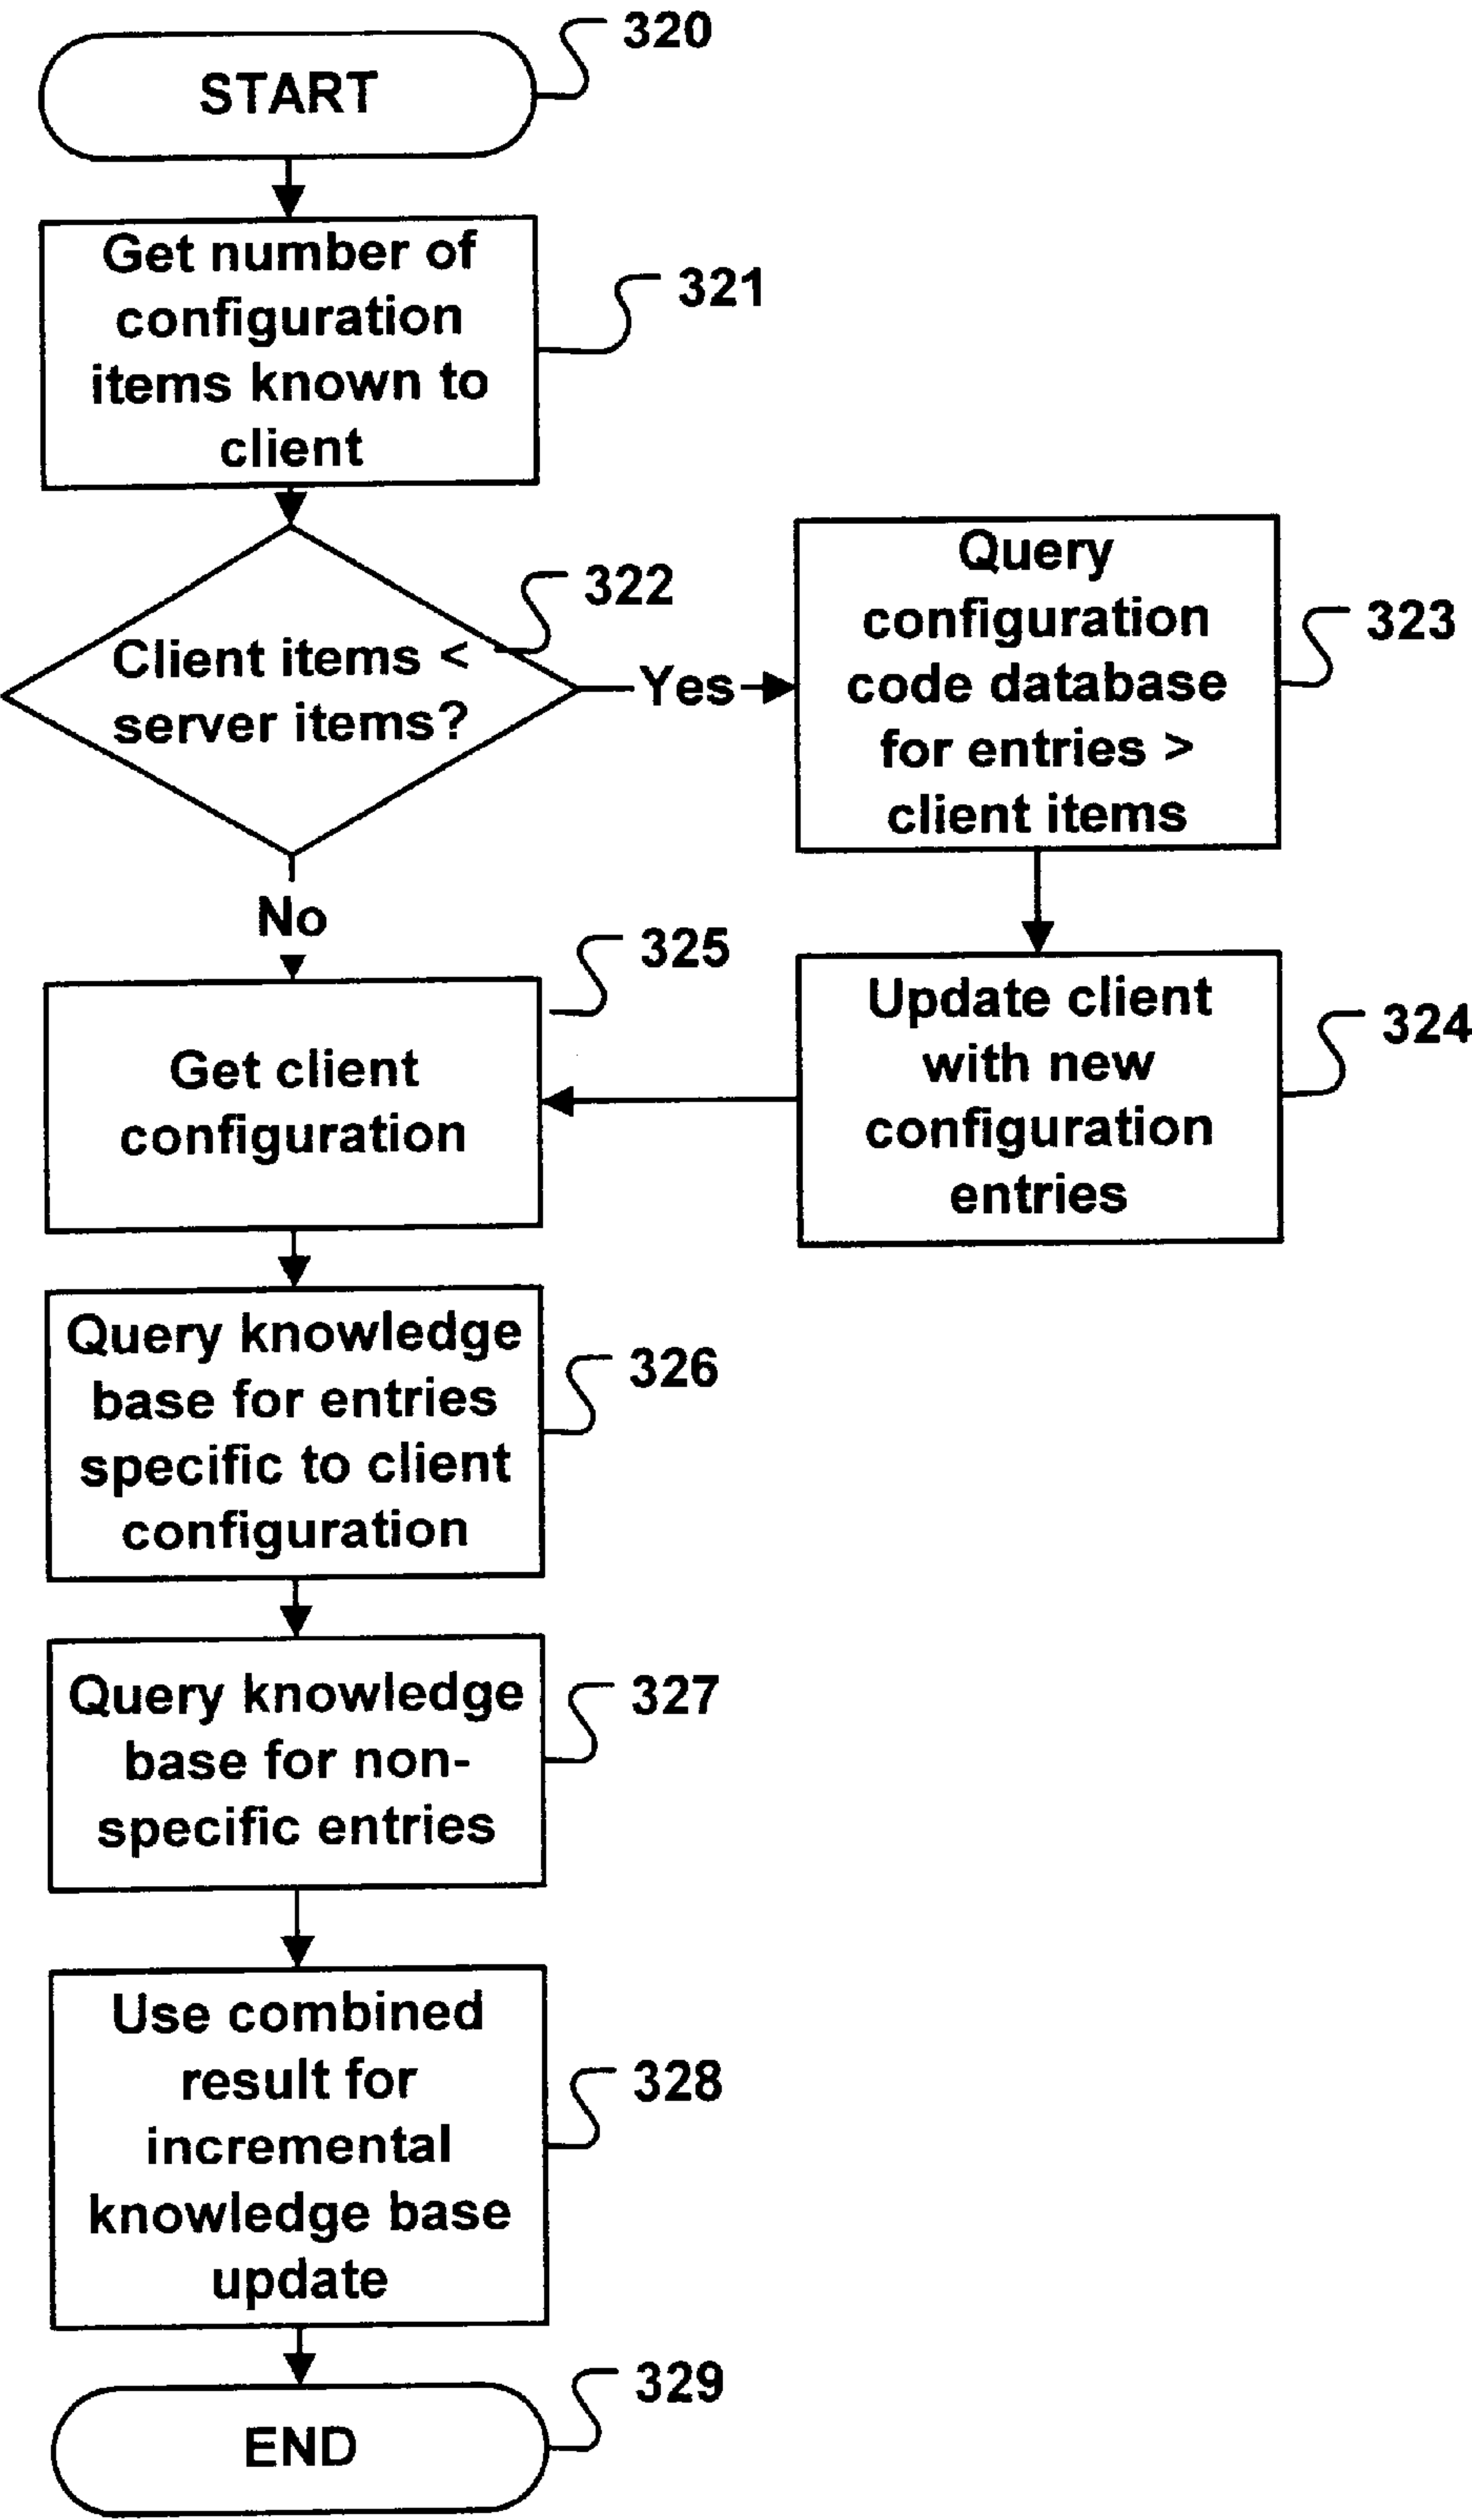 320
START
Get number of
configuration
items known to
client
321
322
Client items <
server items?
Yes
Query
configuration
code database
for entries >
client items
323
No
325
Get client
configuration
Update client
with new
configuration
entries
324
Query knowledge
base for entries
specific to client
configuration
326
Query knowledge
base for non-
specific entries
327
Use combined
result for
incremental
knowledge base
update
328
329
END